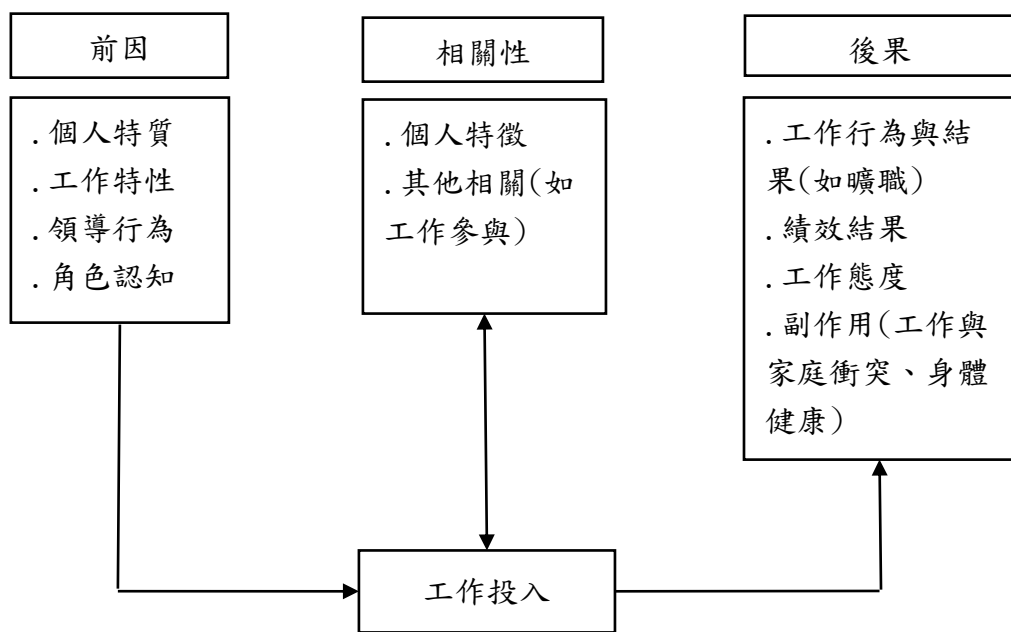 前因
相關性
後果
.個人特質
.工作特性
.領導行為
.角色認知
.個人特徵
.其他相關(如
工作參與)
.工作行為與結
果(如曠職)
.績效結果
.工作態度
.副作用(工作與
家庭衝突、身體
健康)
工作投入